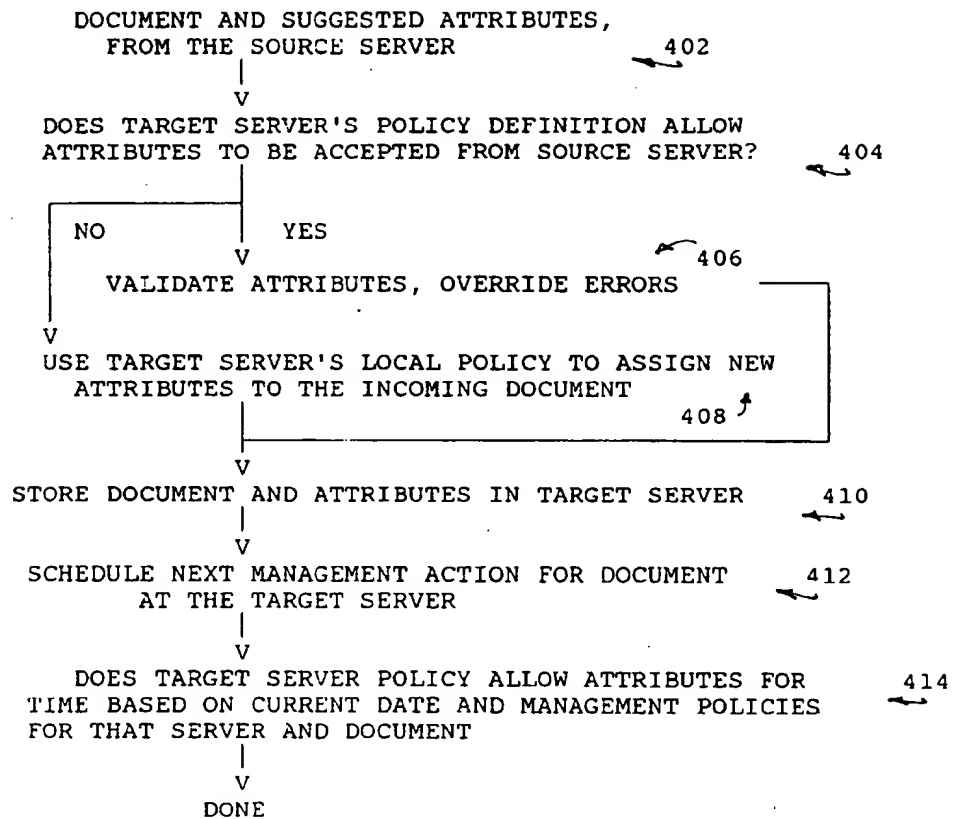 DOCUMENT AND SUGGESTED ATTRIBUTES,
FROM THE SOURCE SERVER 402
V
DOES TARGET SERVER'S POLICY DEFINITION ALLOW
ATTRIBUTES TO BE ACCEPTED FROM SOURCE SERVER? 404
NO YES
V 406
VALIDATE ATTRIBUTES, OVERRIDE ERRORS
V
USE TARGET SERVER'S LOCAL POLICY TO ASSIGN NEW
ATTRIBUTES TO THE INCOMING DOCUMENT
408
V
STORE DOCUMENT AND ATTRIBUTES IN TARGET SERVER 410
V
SCHEDULE NEXT MANAGEMENT ACTION FOR DOCUMENT 412
AT THE TARGET SERVER
V
DOES TARGET SERVER POLICY ALLOW ATTRIBUTES FOR 414
TIME BASED ON CURRENT DATE AND MANAGEMENT POLICIES
FOR THAT SERVER AND DOCUMENT
V
DONE